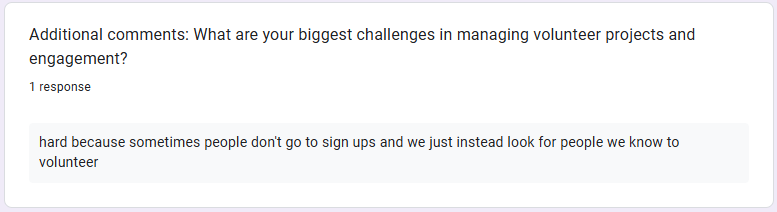 Additional comments: What are your biggest challenges in managing volunteer projects and
engagement?
1 response
hard because sometimes people don't go to sign ups and we just instead look for people we know to
volunteer